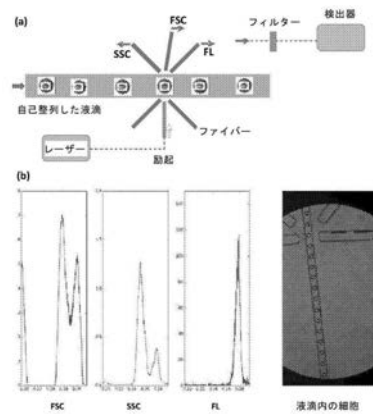 (a)
FSC
SSC
FL
フィルター
検出器
自己整列した液滴
ファイバー
レーザー
励起
(b)
FSC
SSC
FL
液滴内の細胞